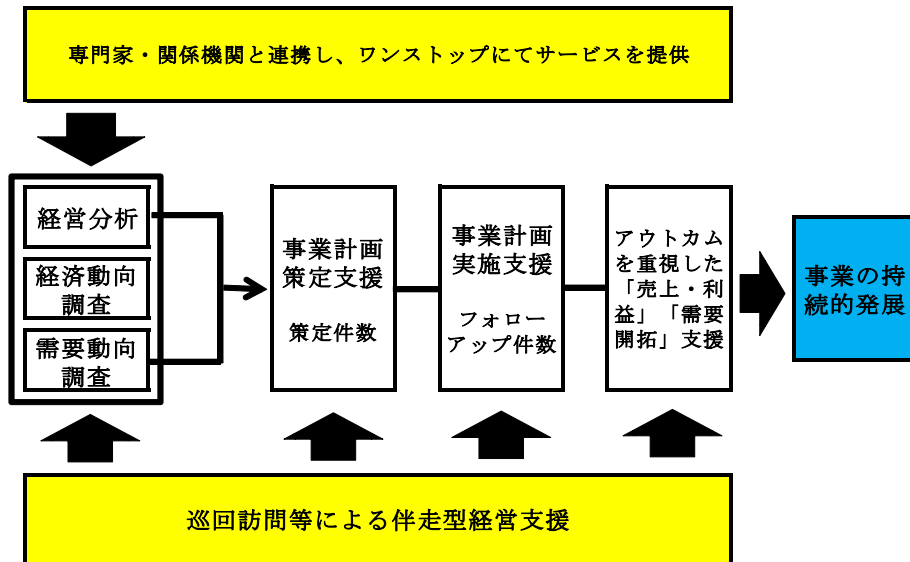 専門家・関係機関と連携し、ワンストップにてサービスを提供
経営分析
経済動向
調査
需要動向
調査
事業計画
策定支援
策定件数
事業計画
実施支援
フォロー
アップ件数
アウトカム
を重視した
「売上・利
益」「需要
開拓」支援
事業の持
続的発展
巡回訪問等による伴走型経営支援